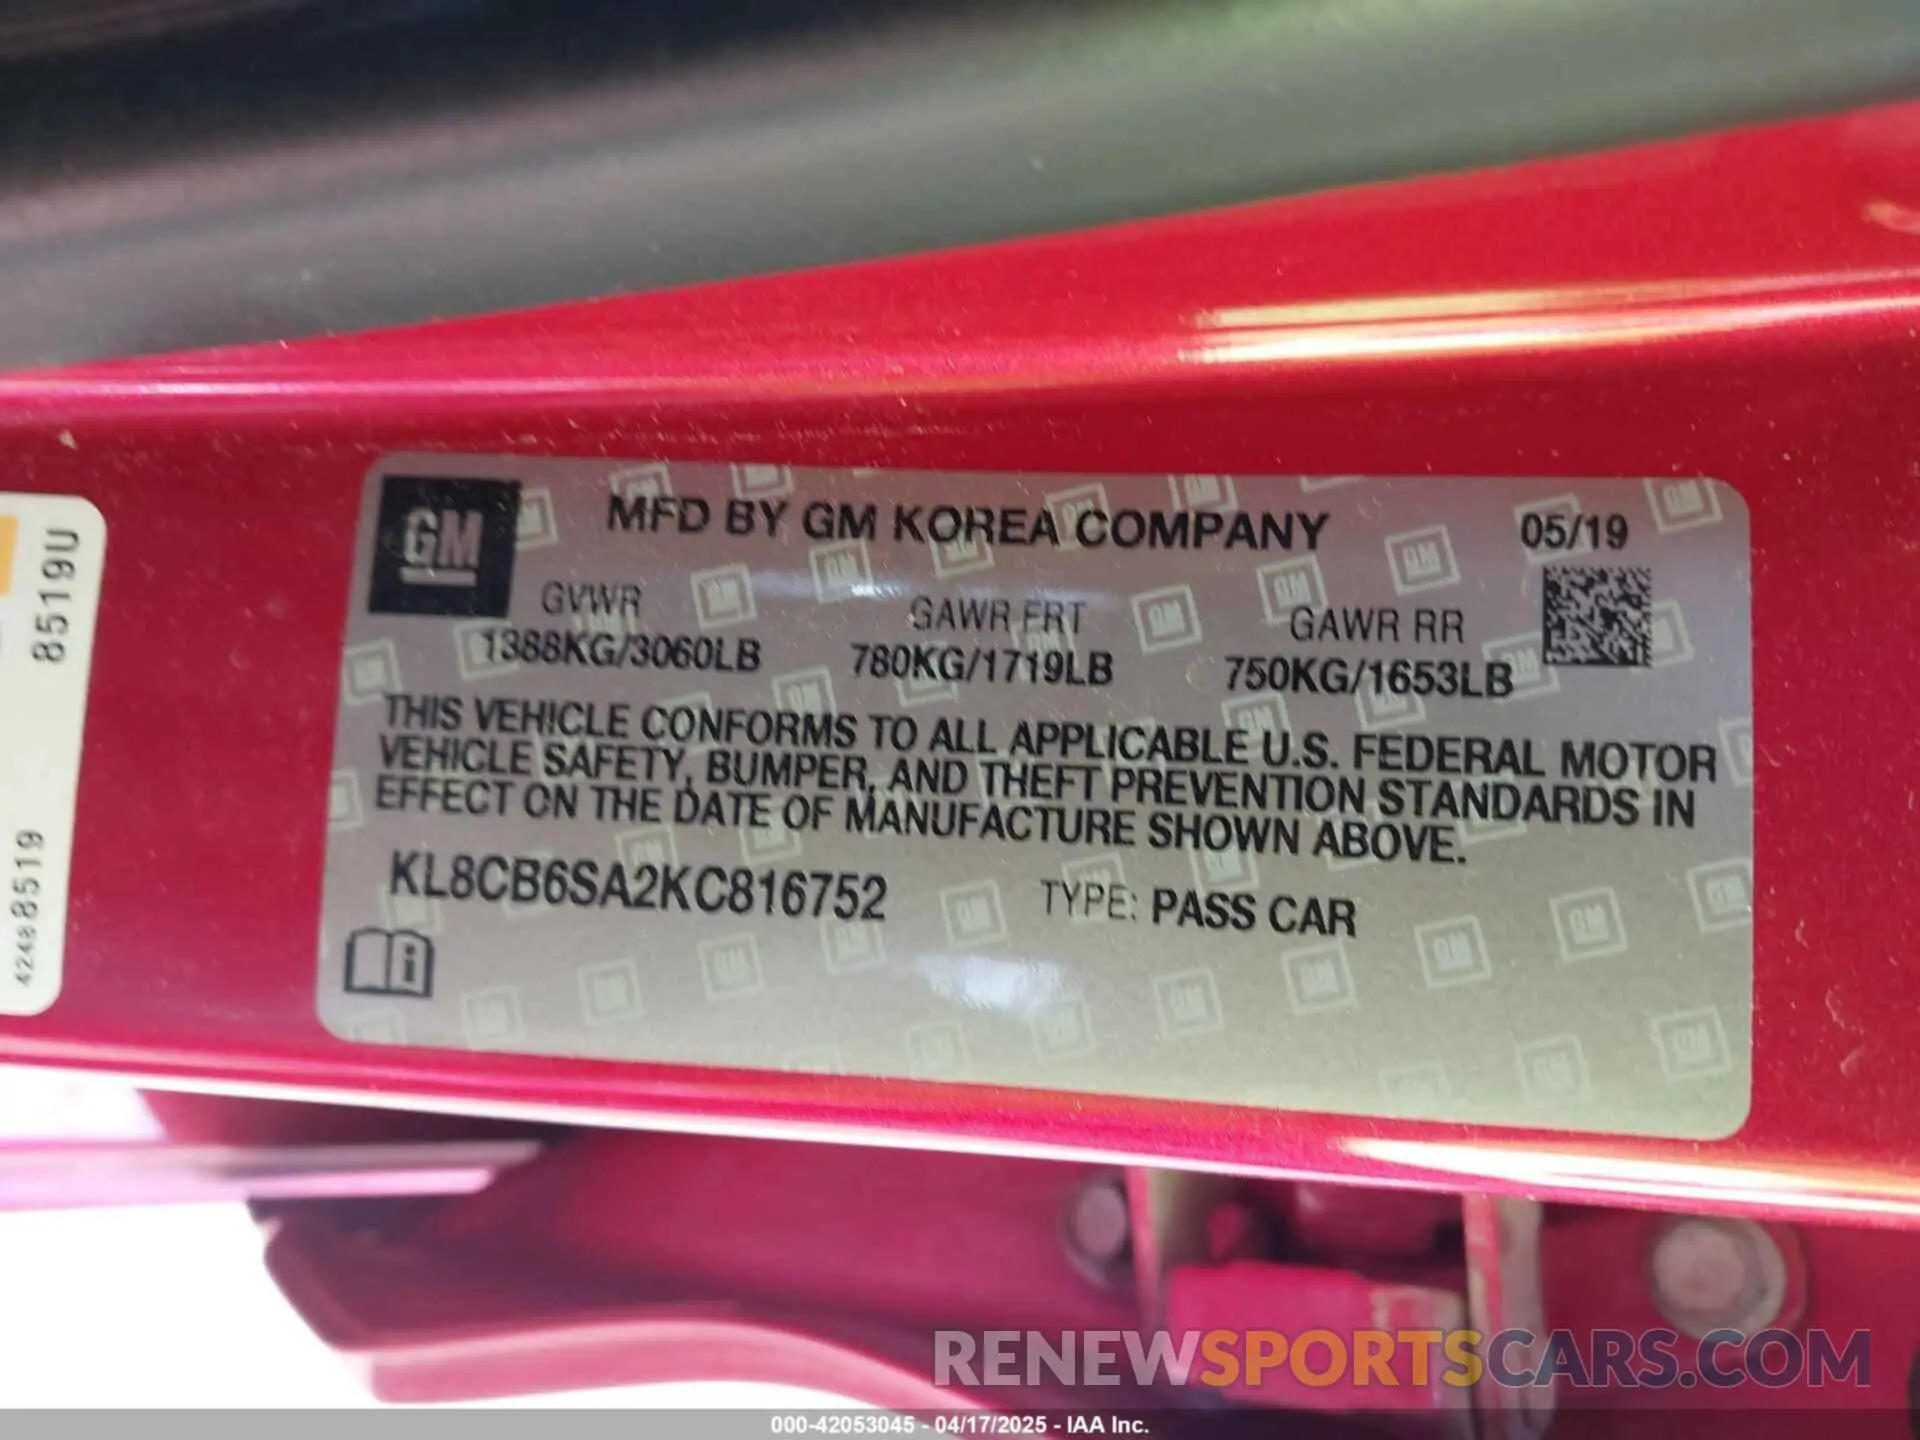 GM
MFD BY GM KOREA COMPANY 05/19
GVWR GAWR FRT GAWR RR
1388KG/3060LB 780KG/1719LB 750KG/1653LB
THIS VEHICLE CONFORMS TO ALL APPLICABLE U.S. FEDERAL MOTOR
VEHICLE SAFETY, BUMPER, AND THEFT PREVENTION STANDARDS IN
EFFECT ON THE DATE OF MANUFACTURE SHOWN ABOVE.
KL8CB6SA2KC816752 TYPE: PASS CAR
85519U
42485519
RENEWSPORTSCARS.COM
000-42053045 - 04/17/2025 - IAA Inc.